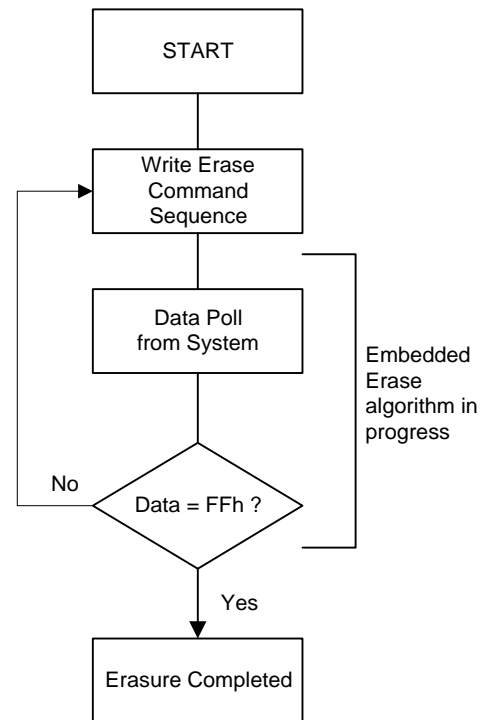 START
Write Erase
Command
Sequence
Data Poll
from System
Embedded
Erase
algorithm in
progress
No
Data = FFh ?
Yes
Erasure Completed